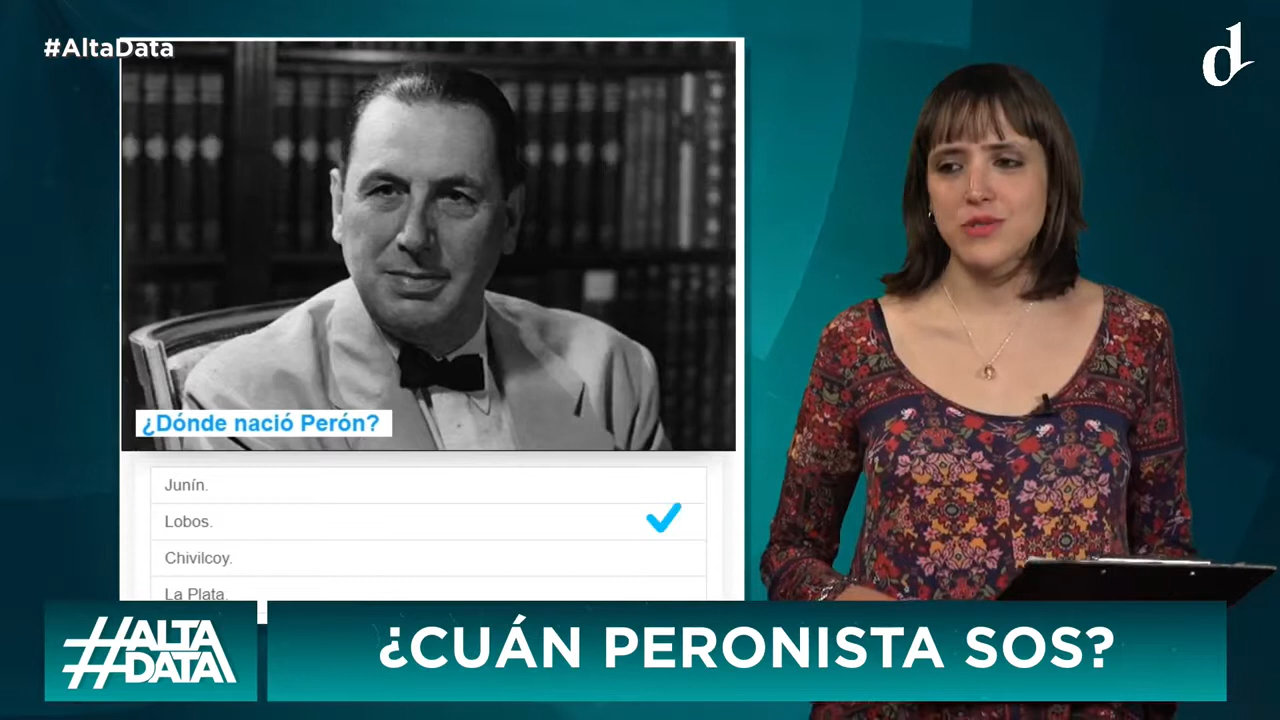 #AltaData
d
¿Dónde nació Perón?
Junín.
Lobos.
Chivilcoy.
La Plata.
#ALTA
DATA
¿CUÁN PERONISTA SOS?